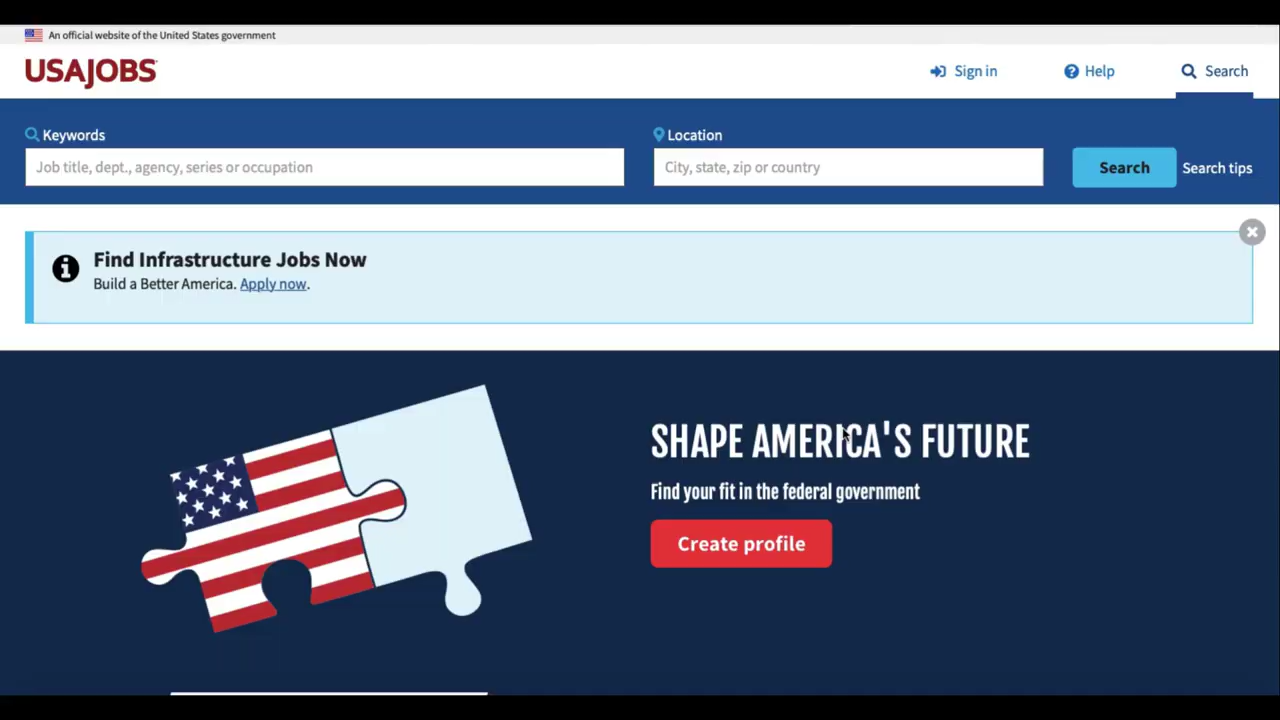 An official website of the United States government
USAJOBS
Sign in
Help
Search
Keywords
Location
Job title, dept., agency, series or occupation
City, state, zip or country
Search
Search tips
Find Infrastructure Jobs Now
Build a Better America. Apply now.
SHAPE AMERICA'S FUTURE
Find your fit in the federal government
Create profile